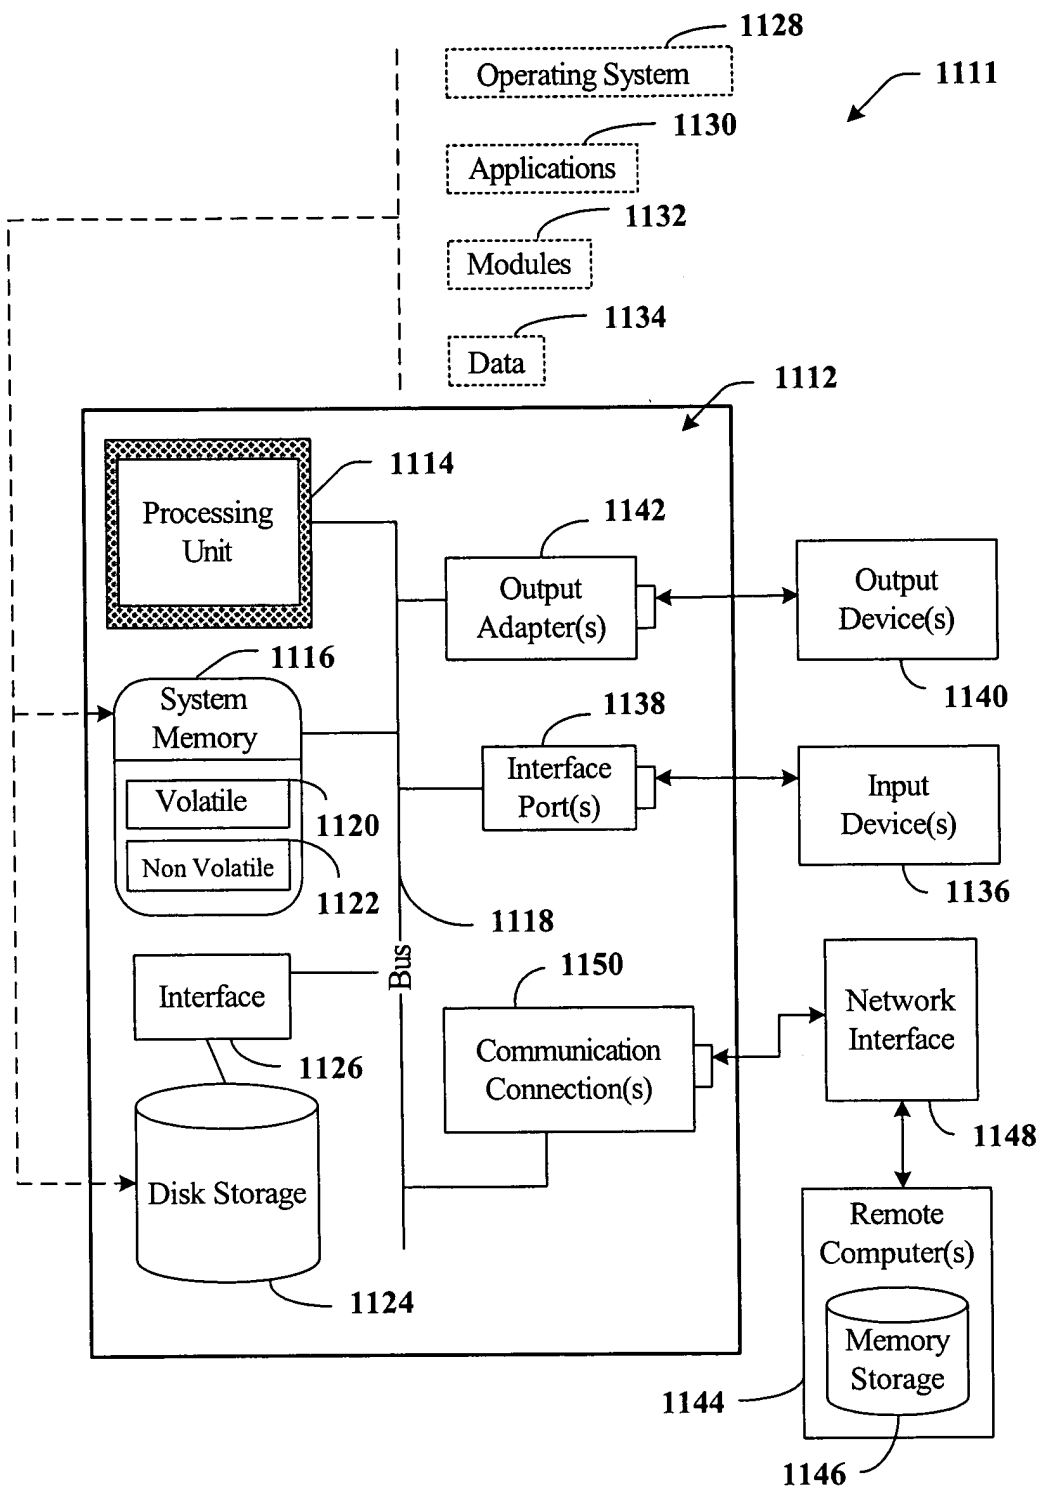 1128
Operating System
1111
1130
Applications
1132
Modules
1134
Data
1112
1114
Processing
Unit
1142
Output
Adapter(s)
Output
Device(s)
1140
1116
System
Memory
1138
Interface
Port(s)
Input
Device(s)
1136
Volatile
1120
Non Volatile
1122
1118
Bus
1150
Interface
1126
Communication
Connection(s)
Network
Interface
1148
Disk Storage
1124
Remote
Computer(s)
Memory
Storage
1144
1146